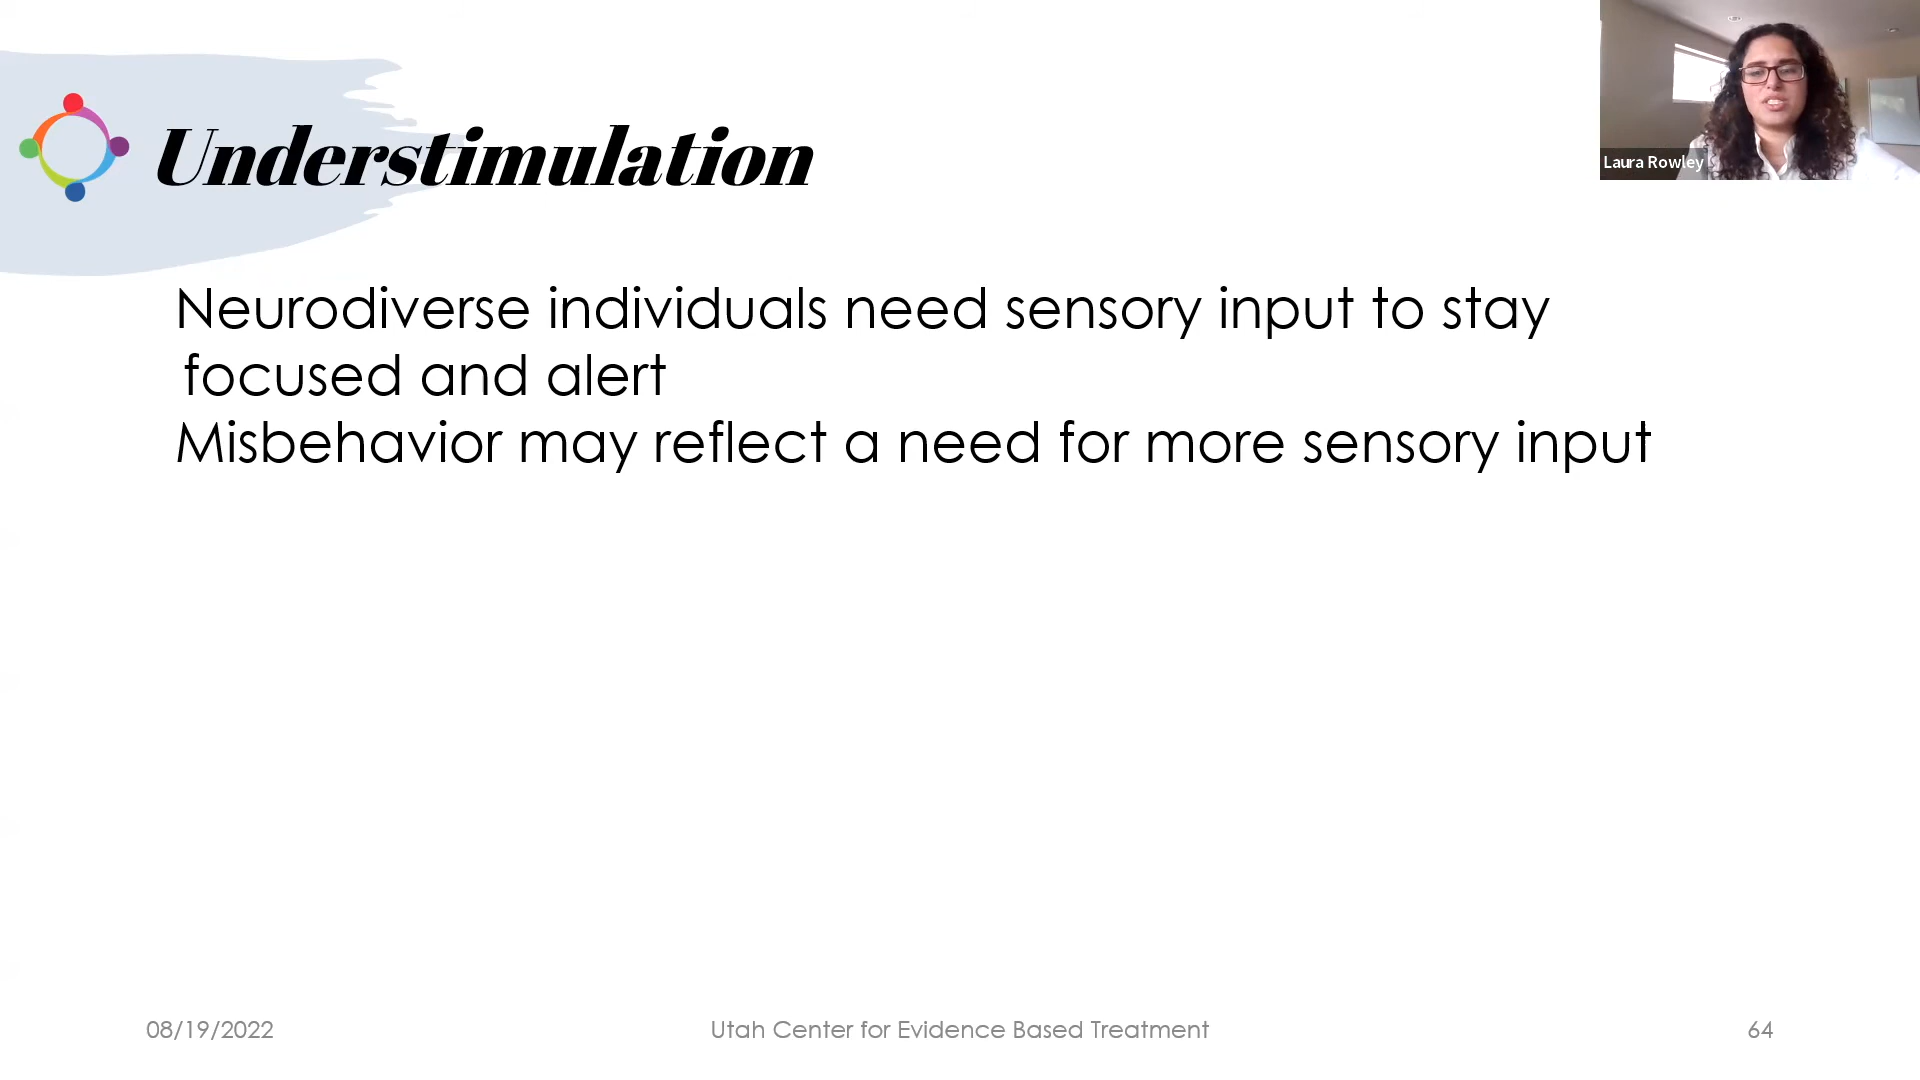 Understimulation
Laura Rowley
Neurodiverse individuals need sensory input to stay
focused and alert
Misbehavior may reflect a need for more sensory input
08/19/2022
Utah Center for Evidence Based Treatment
64